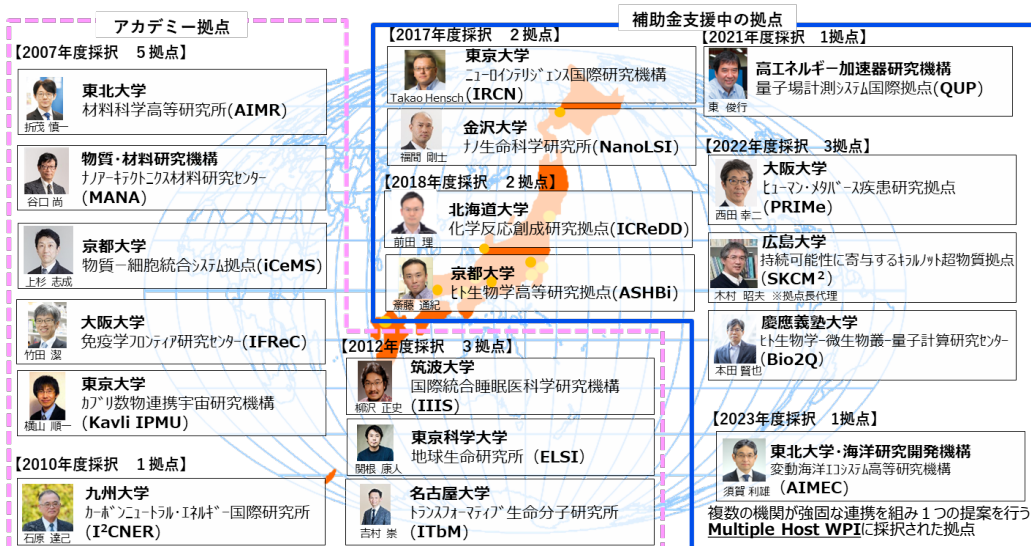 アカデミー拠点
【2007年度採択　５拠点】
東北大学
材料科学高等研究所(AIMR)
折茂 慎一
物質・材料研究機構
ﾅﾉｱｰｷﾃｸﾄﾆｸｽ材料研究ｾﾝﾀｰ
(MANA)
谷口 尚
京都大学
物質－細胞統合ｼｽﾃﾑ拠点(iCeMS)
上杉 志成
大阪大学
免疫学ﾌﾛﾝﾃｨｱ研究ｾﾝﾀｰ(IFReC)
竹田 潔
東京大学
ｶﾌﾞﾘ数物連携宇宙研究機構
(Kavli IPMU)
横山 順一
【2010年度採択　１拠点】
九州大学
ｶｰﾎﾞﾝﾆｭｰﾄﾗﾙ･ｴﾈﾙｷﾞｰ国際研究所
(I²CNER)
石原 達己
【2012年度採択　３拠点】
筑波大学
国際統合睡眠医科学研究機構
(IIIS)
柳沢 正史
東京科学大学
地球生命研究所（ELSI)
関根 康人
名古屋大学
ﾄﾗﾝｽﾌｫｰﾏﾃｨﾌﾞ生命分子研究所
(ITbM)
吉村 崇
補助金支援中の拠点
【2017年度採択　２拠点】
東京大学
ﾆｭｰﾛｲﾝﾃﾘｼﾞｪﾝｽ国際研究機構
(IRCN)
Takao Hensch
金沢大学
ﾅﾉ生命科学研究所(NanoLSI)
福間 剛士
【2018年度採択　２拠点】
北海道大学
化学反応創成研究拠点(ICReDD)
前田 理
京都大学
ﾋﾄ生物学高等研究拠点(ASHBi)
斎藤 通紀
【2021年度採択　1拠点】
高エネルギー加速器研究機構
量子場計測ｼｽﾃﾑ国際拠点(QUP)
東 俊行
【2022年度採択　3拠点】
大阪大学
ﾋｭｰﾏﾝ･ﾒﾀﾊﾞｰｽ疾患研究拠点
(PRIMe)
西田 幸二
広島大学
持続可能性に寄与するｷﾗﾙﾉｯﾄ超物質拠点
(SKCM²)
木村 昭夫 ※拠点長代理
慶應義塾大学
ﾋﾄ生物学-微生物叢-量子計算研究ｾﾝﾀｰ
(Bio2Q)
本田 賢也
【2023年度採択　1拠点】
東北大学・海洋研究開発機構
変動海洋ｴｺｼｽﾃﾑ高等研究機構
(AIMEC)
須賀 利雄
複数の機関が強固な連携を組み１つの提案を行う
Multiple Host WPIに採択された拠点